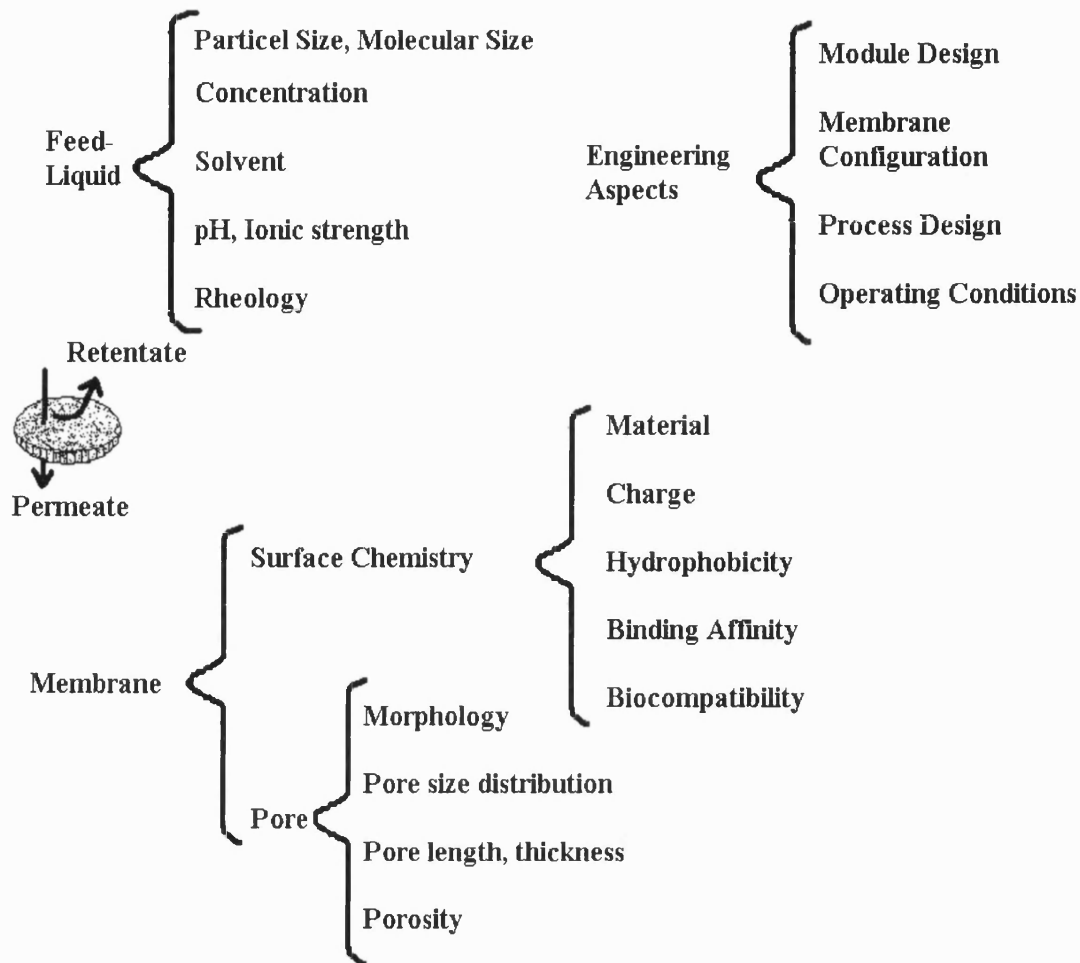 Particel Size, Molecular Size
Concentration
Feed-
Liquid
Solvent
pH, Ionic strength
Rheology
Engineering
Aspects
Module Design
Membrane
Configuration
Process Design
Operating Conditions
Retentate
Permeate
Membrane
Surface Chemistry
Material
Charge
Hydrophobicity
Binding Affinity
Biocompatibility
Pore
Morphology
Pore size distribution
Pore length, thickness
Porosity